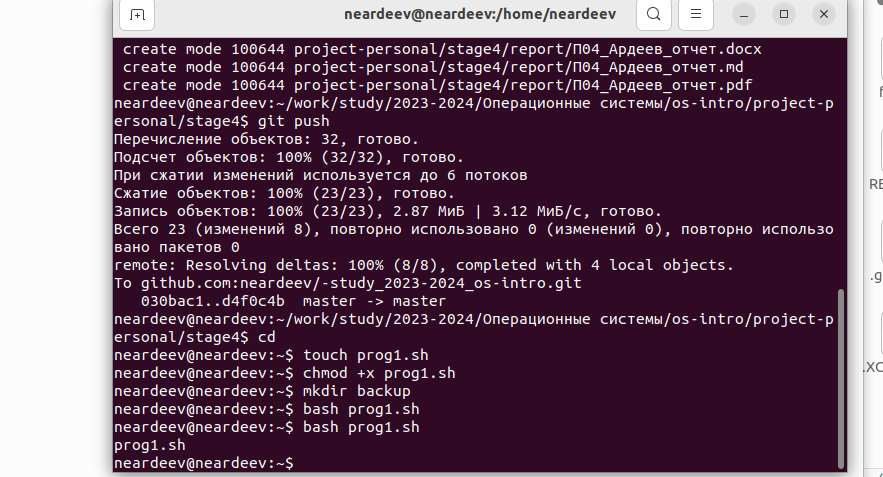 neardeev@neardeev:/home/neardeev
create mode 100644 project-personal/stage4/report/П04_Ардеев_отчет.docx
create mode 100644 project-personal/stage4/report/П04_Ардеев_отчет.md
create mode 100644 project-personal/stage4/report/П04_Ардеев_отчет.pdf
neardeev@neardeev:~/work/study/2023-2024/Операционные системы/os-intro/project-p
ersonal/stage4$ git push
Перечисление объектов: 32, готово.
Подсчет объектов: 100% (32/32), готово.
При сжатии изменений используется до 6 потоков
Сжатие объектов: 100% (23/23), готово.
Запись объектов: 100% (23/23), 2.87 МиБ | 3.12 МиБ/с, готово.
Всего 23 (изменений 8), повторно использовано 0 (изменений 0), повторно использо
вано пакетов 0
remote: Resolving deltas: 100% (8/8), completed with 4 local objects.
To github.com:neardeev/-study_2023-2024_os-intro.git
030bac1..d4f0c4b  master -> master
neardeev@neardeev:~/work/study/2023-2024/Операционные системы/os-intro/project-p
ersonal/stage4$ cd
neardeev@neardeev:~$ touch prog1.sh
neardeev@neardeev:~$ chmod +x prog1.sh
neardeev@neardeev:~$ mkdir backup
neardeev@neardeev:~$ bash prog1.sh
neardeev@neardeev:~$ bash prog1.sh
prog1.sh
neardeev@neardeev:~$
f
RE
.g
.XC